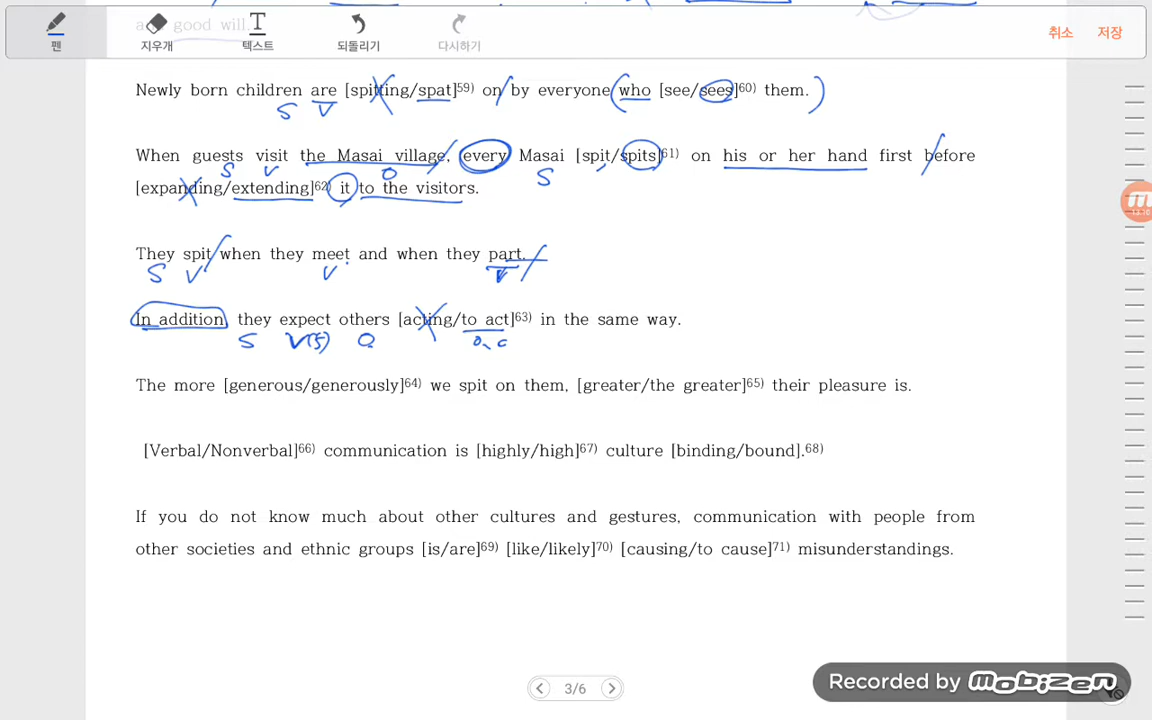 a   good will.
펜 지우개 텍스트 되돌리기 다시하기 취소 저장
Newly born children are [spitting/spat]59) on by everyone who [see/sees]60) them.
S V
When guests visit the Masai village, every Masai [spit/spits]61) on his or her hand first before
S V O S
[expanding/extending]62) it to the visitors.
They spit when they meet and when they part.
S V V V
In addition, they expect others [acting/to act]63) in the same way.
S V(5) O O.C
The more [generous/generously]64) we spit on them, [greater/the greater]65) their pleasure is.
[Verbal/Nonverbal]66) communication is [highly/high]67) culture [binding/bound].68)
If you do not know much about other cultures and gestures, communication with people from
other societies and ethnic groups [is/are]69) [like/likely]70) [causing/to cause]71) misunderstandings.
3/6
Recorded by mobizen